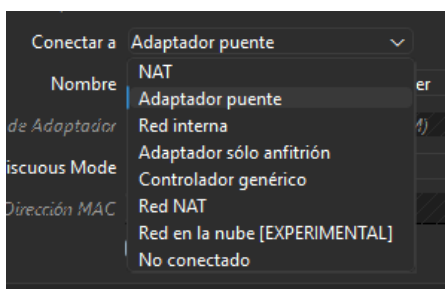 Conectar a Adaptador puente
NAT
Nombre er
Adaptador puente
de Adaptador
Red interna
Adaptador sólo anfitrión
iscuous Mode
Controlador genérico
Dirección MAC
Red NAT
Red en la nube [EXPERIMENTAL]
No conectado